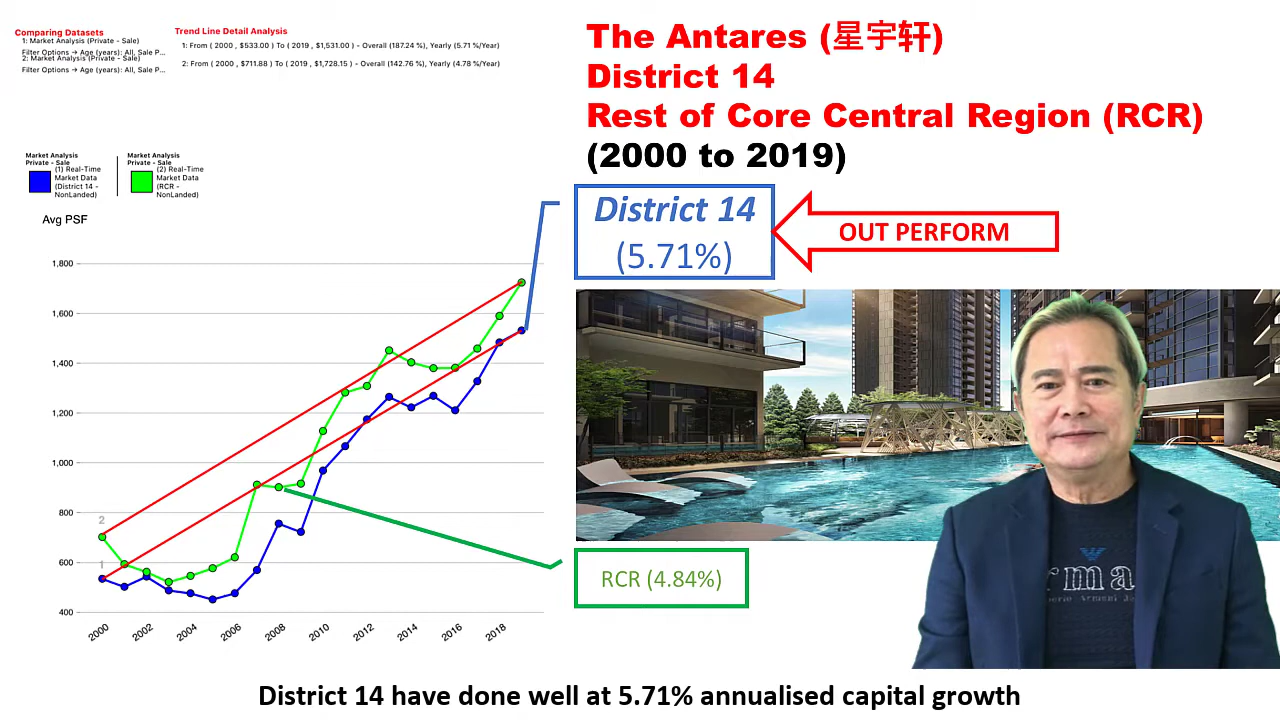 Comparing Datasets
1: Market Analysis (Private - Sale)
Filter Options → Age (years): All, Sale P...
2: Market Analysis (Private - Sale)
Filter Options → Age (years): All, Sale P...
Trend Line Detail Analysis
1: From ( 2000 , $533.00 ) To ( 2019 , $1,531.00 ) - Overall (187.24 %), Yearly (5.71 %/Year)
2: From ( 2000 , $711.88 ) To ( 2019 , $1,728.15 ) - Overall (142.76 %), Yearly (4.78 %/Year)
The Antares (星宇轩)
District 14
Rest of Core Central Region (RCR)
(2000 to 2019)
Market Analysis
Private - Sale
(1) Real-Time
Market Data
(District 14 -
NonLanded)
Market Analysis
Private - Sale
(2) Real-Time
Market Data
(RCR -
NonLanded)
Avg PSF
1,800
1,600
1,400
1,200
1,000
800
600
400
2
1
2000 2002 2004 2006 2008 2010 2012 2014 2016 2018
District 14
(5.71%)
OUT PERFORM
RCR (4.84%)
District 14 have done well at 5.71% annualised capital growth